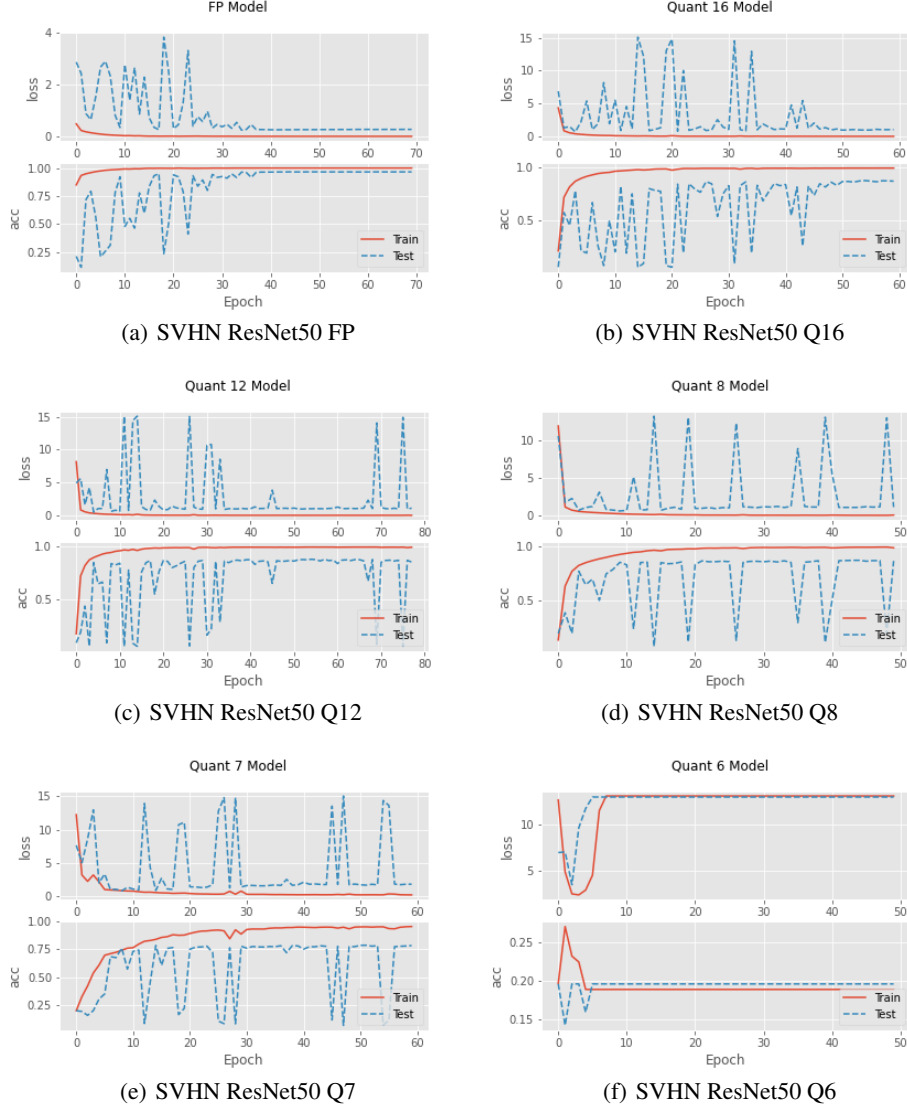 FP Model
4
2
0
loss
0 10 20 30 40 50 60 70
1.00
0.75
0.50
0.25
acc
Train
Test
0 10 20 30 40 50 60 70
Epoch
(a) SVHN ResNet50 FP
Quant 16 Model
15
10
5
0
loss
0 10 20 30 40 50 60
1.0
0.5
acc
Train
Test
0 10 20 30 40 50 60
Epoch
(b) SVHN ResNet50 Q16
Quant 12 Model
15
10
5
0
loss
0 10 20 30 40 50 60 70 80
1.0
0.5
acc
Train
Test
0 10 20 30 40 50 60 70 80
Epoch
(c) SVHN ResNet50 Q12
Quant 8 Model
10
5
0
loss
0 10 20 30 40 50
1.0
0.5
acc
Train
Test
0 10 20 30 40 50
Epoch
(d) SVHN ResNet50 Q8
Quant 7 Model
15
10
5
0
loss
0 10 20 30 40 50 60
1.00
0.75
0.50
0.25
acc
Train
Test
0 10 20 30 40 50 60
Epoch
(e) SVHN ResNet50 Q7
Quant 6 Model
10
5
loss
0 10 20 30 40 50
0.25
0.20
0.15
acc
Train
Test
0 10 20 30 40 50
Epoch
(f) SVHN ResNet50 Q6